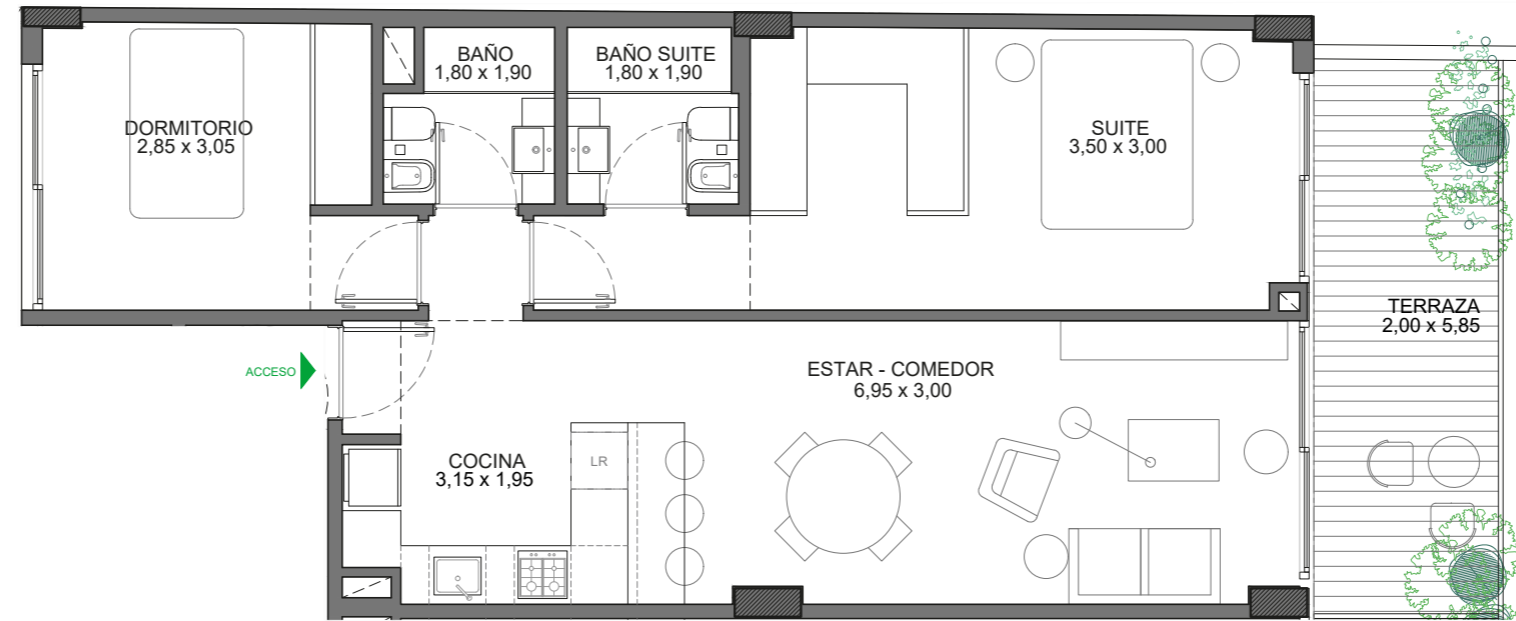 BAÑO
1,80 x 1,90
BAÑO SUITE
1,80 x 1,90
DORMITORIO
2,85 x 3,05
SUITE
3,50 x 3,00
TERRAZA
2,00 x 5,85
ACCESO
ESTAR - COMEDOR
6,95 x 3,00
COCINA
3,15 x 1,95
LR